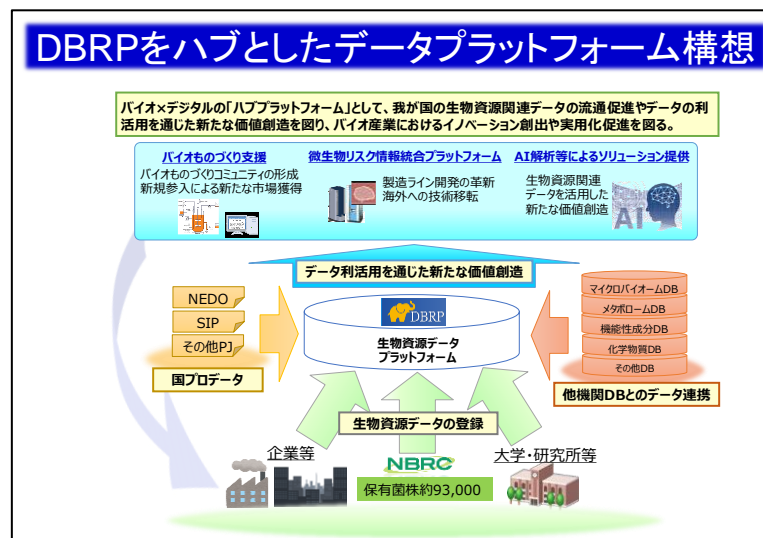 DBRPをハブとしたデータプラットフォーム構想
バイオ×デジタルの「ハブプラットフォーム」として、我が国の生物資源関連データの流通促進やデータの利
活用を通じた新たな価値創造を図り、バイオ産業におけるイノベーション創出や実用化促進を図る。
バイオものづくり支援
バイオものづくりコミュニティの形成
新規参入による新たな市場獲得
微生物リスク情報統合プラットフォーム
製造ライン開発の革新
海外への技術移転
AI解析等によるソリューション提供
生物資源関連
データを活用した
新たな価値創造
AI
データ利活用を通じた新たな価値創造
NEDO
SIP
その他PJ
国プロデータ
DBRP
生物資源データ
プラットフォーム
マイクロバイオームDB
メタボロームDB
機能性成分DB
化学物質DB
その他DB
他機関DBとのデータ連携
生物資源データの登録
企業等
NBRC
保有菌株約93,000
大学・研究所等